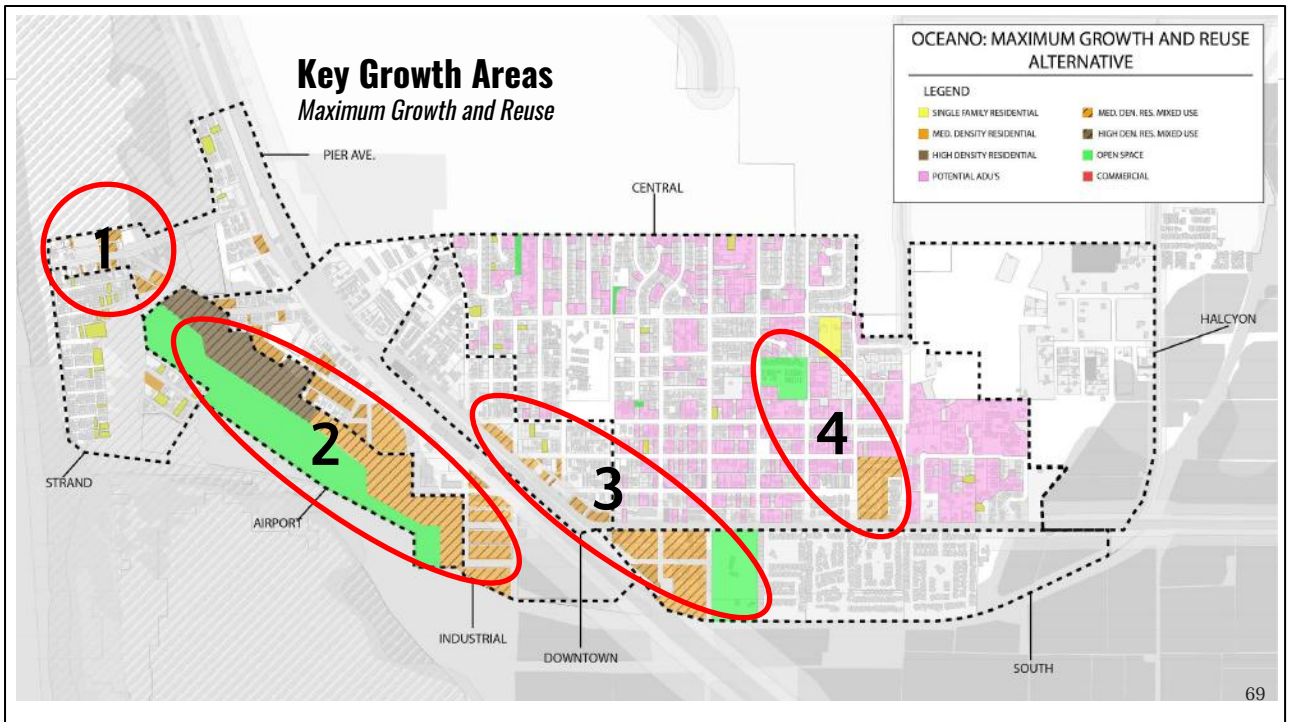 Key Growth Areas
Maximum Growth and Reuse
OCEANO: MAXIMUM GROWTH AND REUSE
ALTERNATIVE
LEGEND
SINGLE FAMILY RESIDENTIAL
MED. DENSITY RESIDENTIAL
HIGH DENSITY RESIDENTIAL
POTENTIAL ADU'S
MED. DEN. RES. MIXED USE
HIGH DEN. RES. MIXED USE
OPEN SPACE
COMMERCIAL
PIER AVE.
CENTRAL
1
HALCYON
4
2
3
STRAND
AIRPORT
INDUSTRIAL
DOWNTOWN
SOUTH
69